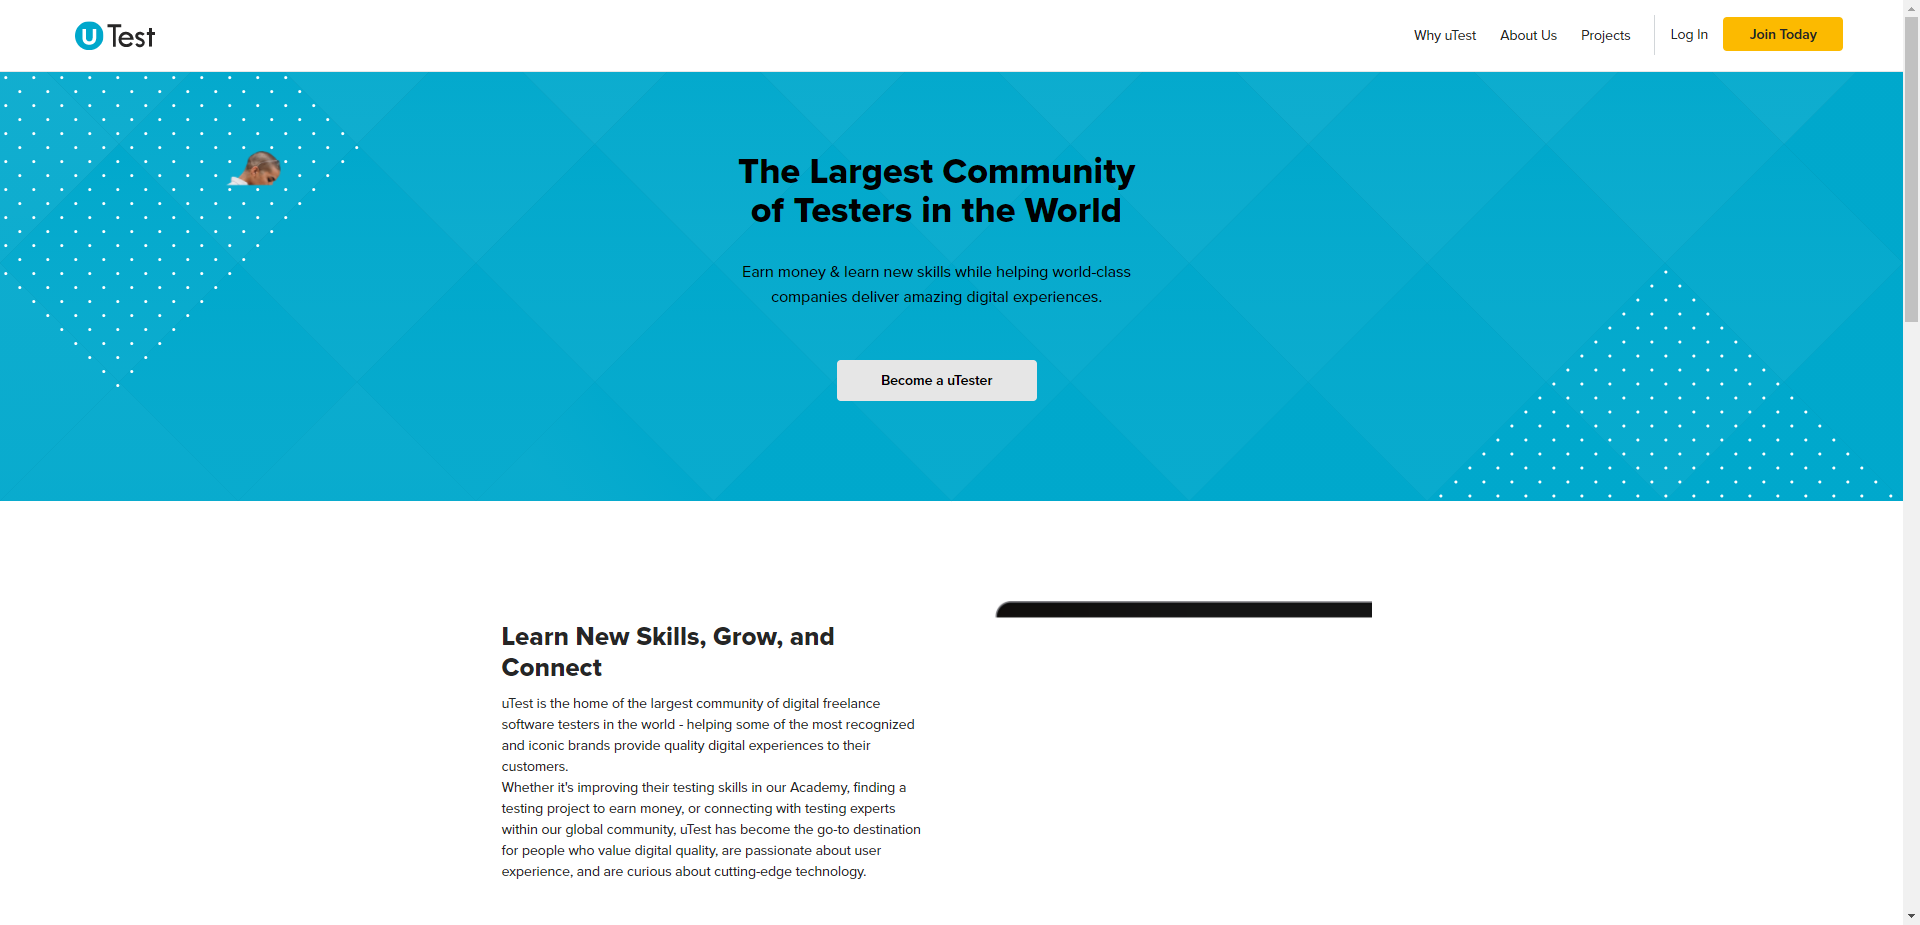 uTest
Why uTest
About Us
Projects
Log In
Join Today
The Largest Community
of Testers in the World
Earn money & learn new skills while helping world-class
companies deliver amazing digital experiences.
Become a uTester
Learn New Skills, Grow, and
Connect
uTest is the home of the largest community of digital freelance
software testers in the world - helping some of the most recognized
and iconic brands provide quality digital experiences to their
customers.
Whether it's improving their testing skills in our Academy, finding a
testing project to earn money, or connecting with testing experts
within our global community, uTest has become the go-to destination
for people who value digital quality, are passionate about user
experience, and are curious about cutting-edge technology.